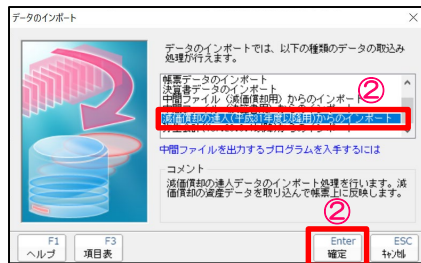 データのインポート
データのインポートでは、以下の種類のデータの取込み
処理が行えます。
帳票データのインポート
決算書データのインポート
中間ファイル（減価償却用）からのインポート
②
減価償却の達人(平成31年度以降用)からのインポート
中間ファイルを出力するプログラムを入手するには
コメント
減価償却の達人データのインポート処理を行います。減
価償却の資産データを取り込んで帳票上に反映します。
②
F1
ヘルプ
F3
項目表
Enter
確定
ESC
ｷｬﾝｾﾙ